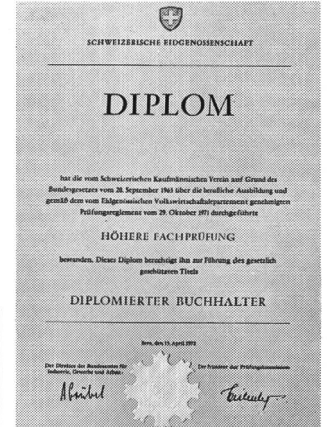 SCHWEIZERISCHE EIDGENOSSENSCHAFT
DIPLOM
hat die vom Schweizerischen Kaufmännischen Verein auf Grund des
Bundesgesetzes vom 20. September 1963 über die berufliche Ausbildung und
gemäß dem vom Eidgenössischen Volkswirtschaftsdepartement genehmigten
Prüfungsreglement vom 29. Oktober 1971 durchgeführte
HÖHERE FACHPRÜFUNG
bestanden. Dieses Diplom berechtigt ihn zur Führung des gesetzlich
geschützten Titels
DIPLOMIERTER BUCHHALTER
Bern, den 15. April 1972
Der Direktor des Bundesamtes für
Industrie, Gewerbe und Arbeit:
Der Präsident der Prüfungskommission: